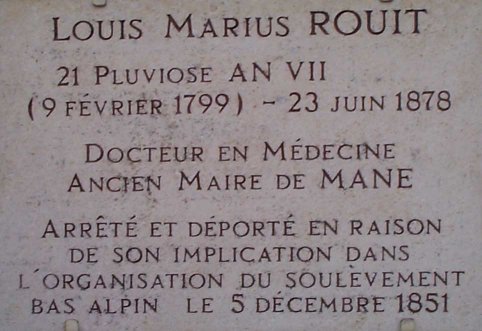 LOUIS MARIUS ROUIT
21 PLUVIOSE AN VII
(9 FÉVRIER 1799) - 23 JUIN 1878
DOCTEUR EN MÉDECINE
ANCIEN MAIRE DE MANE
ARRÊTÉ ET DÉPORTÉ EN RAISON
DE SON IMPLICATION DANS
L'ORGANISATION DU SOULÈVEMENT
BAS ALPIN LE 5 DÉCEMBRE 1851